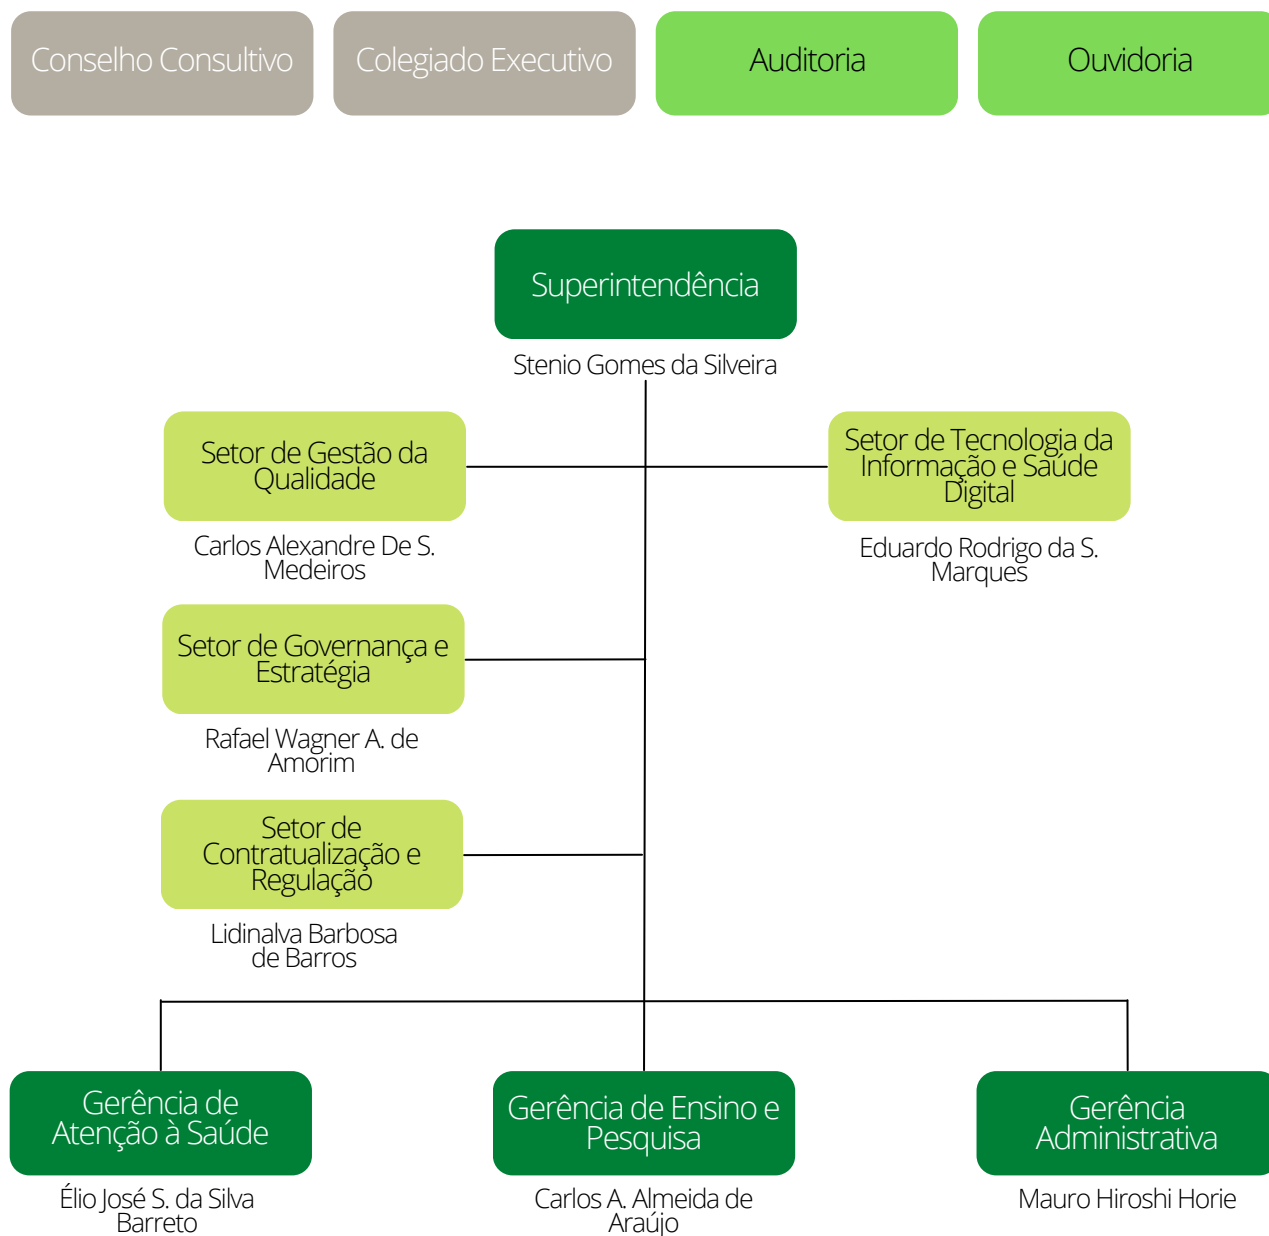 Conselho Consultivo
Colegiado Executivo
Auditoria
Ouvidoria
Superintendência
Stenio Gomes da Silveira
Setor de Gestão da
Qualidade
Carlos Alexandre De S.
Medeiros
Setor de Tecnologia da
Informação e Saúde
Digital
Eduardo Rodrigo da S.
Marques
Setor de Governança e
Estratégia
Rafael Wagner A. de
Amorim
Setor de
Contratualização e
Regulação
Lidinalva Barbosa
de Barros
Gerência de
Atenção à Saúde
Élio José S. da Silva
Barreto
Gerência de Ensino e
Pesquisa
Carlos A. Almeida de
Araújo
Gerência
Administrativa
Mauro Hiroshi Horie